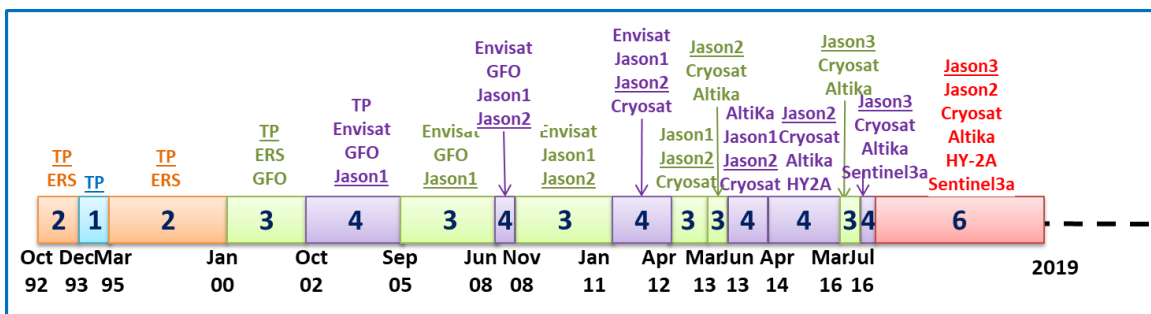 TP
ERS
TP
TP
ERS
TP
ERS
GFO
TP
Envisat
GFO
Jason1
Envisat
GFO
Jason1
Envisat
GFO
Jason1
Jason2
Envisat
Jason1
Jason2
Envisat
Jason1
Jason2
Cryosat
Jason1
Jason2
Cryosat
Jason2
Cryosat
Altika
AltiKa
Jason1
Jason2
Cryosat
Jason2
Cryosat
Altika
HY2A
Jason3
Cryosat
Altika
Jason3
Cryosat
Altika
Sentinel3a
Jason3
Jason2
Cryosat
Altika
HY-2A
Sentinel3a
2 1 2 3 4 3 4 3 4 3 3 4 4 3 4 6
Oct Dec Mar Jan Oct Sep Jun Nov Jan Apr Mar Jun Apr Mar Jul
92 93 95 00 02 05 08 08 11 12 13 13 14 16 16
2019